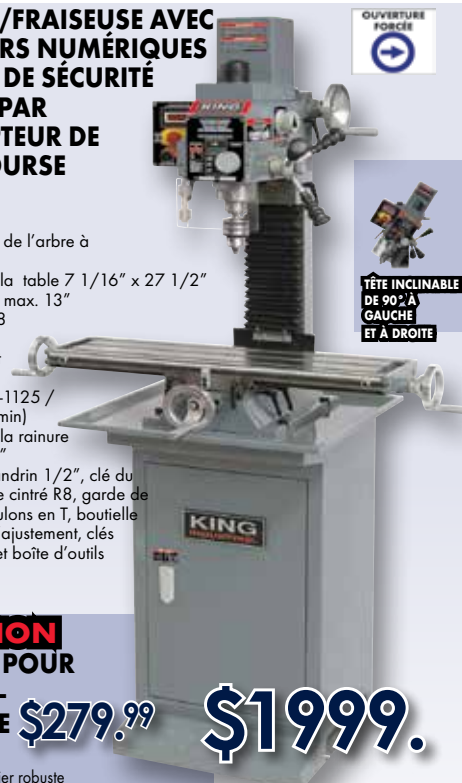 /FRAISEUSE AVEC
RS NUMÉRIQUES
DE SÉCURITÉ
PAR
TEUR DE
OURSE
OUVERTURE
FORCÉE
KING
de l'arbre à
la table 7 1/16" x 27 1/2"
max. 13"
8
TÊTE INCLINABLE
DE 90° À
GAUCHE
ET À DROITE
-1125 /
min)
la rainure
"
andrin 1/2", clé du
e cintré R8, garde de
ulons en T, boutielle
ajustement, clés
et boîte d'outils
KING
INDUSTRIAL
ION
POUR
E $279.99
$1999.
ier robuste